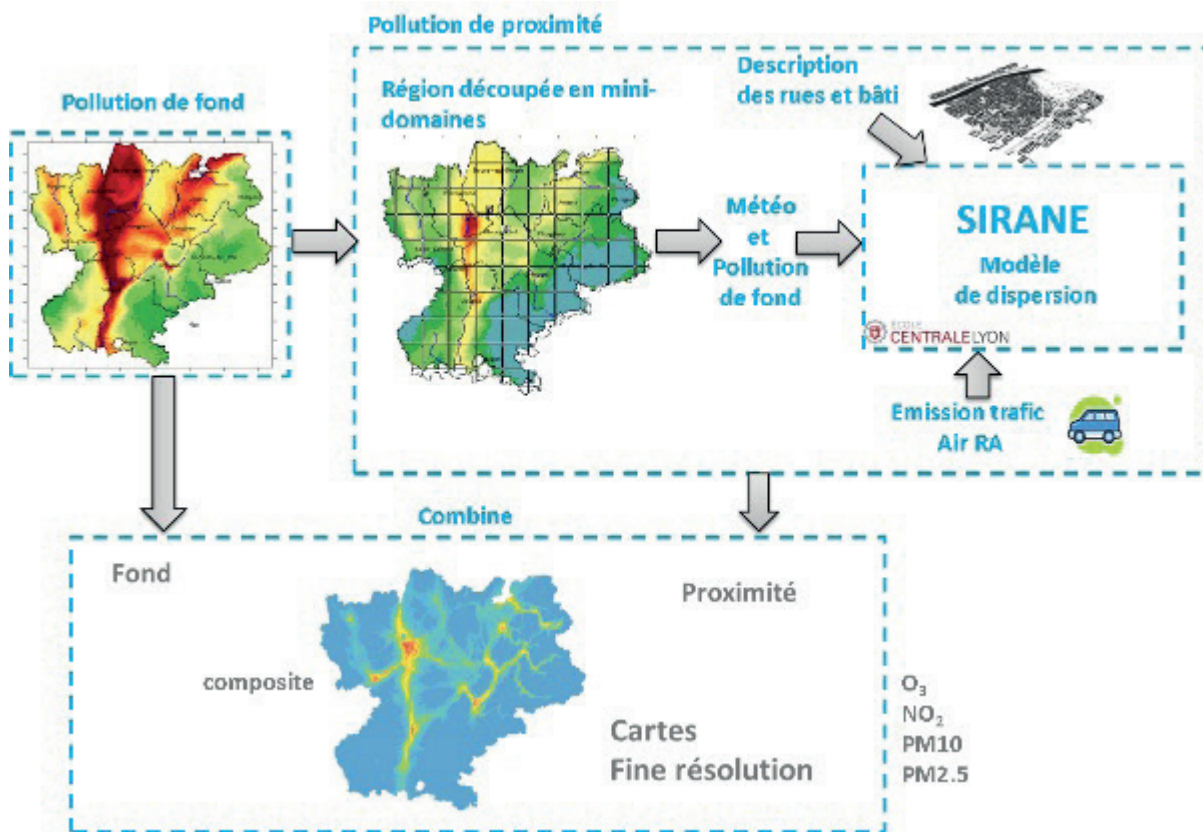 Pollution de proximité
Pollution de fond
Région découpée en mini-
domaines
Description
des rues et bâti
Météo
et
Pollution
de fond
SIRANE
Modèle
de dispersion
ÉCOLE
CENTRALELYON
Emission trafic
Air RA
Combine
Fond
Proximité
composite
Cartes
Fine résolution
O₃
NO₂
PM10
PM2.5